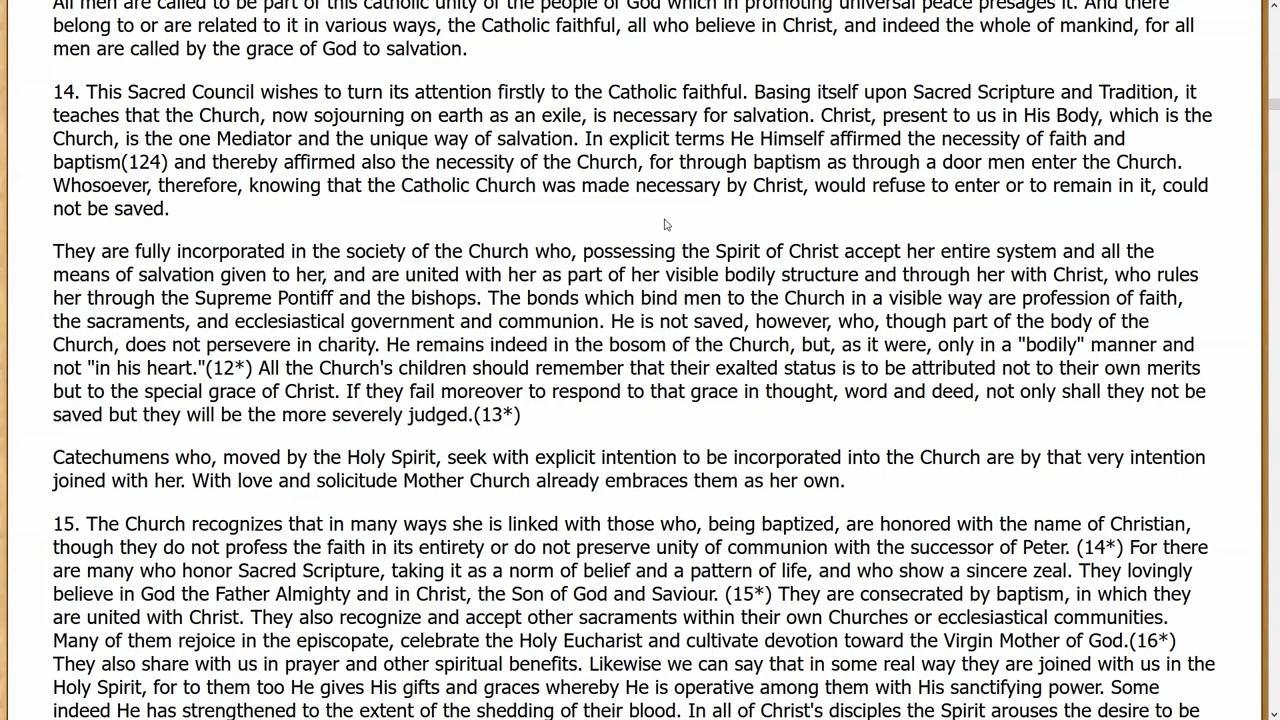 All men are called to be part of this catholic unity of the people of God which in promoting universal peace presages it. And there
belong to or are related to it in various ways, the Catholic faithful, all who believe in Christ, and indeed the whole of mankind, for all
men are called by the grace of God to salvation.
14. This Sacred Council wishes to turn its attention firstly to the Catholic faithful. Basing itself upon Sacred Scripture and Tradition, it
teaches that the Church, now sojourning on earth as an exile, is necessary for salvation. Christ, present to us in His Body, which is the
Church, is the one Mediator and the unique way of salvation. In explicit terms He Himself affirmed the necessity of faith and
baptism(124) and thereby affirmed also the necessity of the Church, for through baptism as through a door men enter the Church.
Whosoever, therefore, knowing that the Catholic Church was made necessary by Christ, would refuse to enter or to remain in it, could
not be saved.
They are fully incorporated in the society of the Church who, possessing the Spirit of Christ accept her entire system and all the
means of salvation given to her, and are united with her as part of her visible bodily structure and through her with Christ, who rules
her through the Supreme Pontiff and the bishops. The bonds which bind men to the Church in a visible way are profession of faith,
the sacraments, and ecclesiastical government and communion. He is not saved, however, who, though part of the body of the
Church, does not persevere in charity. He remains indeed in the bosom of the Church, but, as it were, only in a "bodily" manner and
not "in his heart."(12*) All the Church's children should remember that their exalted status is to be attributed not to their own merits
but to the special grace of Christ. If they fail moreover to respond to that grace in thought, word and deed, not only shall they not be
saved but they will be the more severely judged.(13*)
Catechumens who, moved by the Holy Spirit, seek with explicit intention to be incorporated into the Church are by that very intention
joined with her. With love and solicitude Mother Church already embraces them as her own.
15. The Church recognizes that in many ways she is linked with those who, being baptized, are honored with the name of Christian,
though they do not profess the faith in its entirety or do not preserve unity of communion with the successor of Peter. (14*) For there
are many who honor Sacred Scripture, taking it as a norm of belief and a pattern of life, and who show a sincere zeal. They lovingly
believe in God the Father Almighty and in Christ, the Son of God and Saviour. (15*) They are consecrated by baptism, in which they
are united with Christ. They also recognize and accept other sacraments within their own Churches or ecclesiastical communities.
Many of them rejoice in the episcopate, celebrate the Holy Eucharist and cultivate devotion toward the Virgin Mother of God.(16*)
They also share with us in prayer and other spiritual benefits. Likewise we can say that in some real way they are joined with us in the
Holy Spirit, for to them too He gives His gifts and graces whereby He is operative among them with His sanctifying power. Some
indeed He has strengthened to the extent of the shedding of their blood. In all of Christ's disciples the Spirit arouses the desire to be